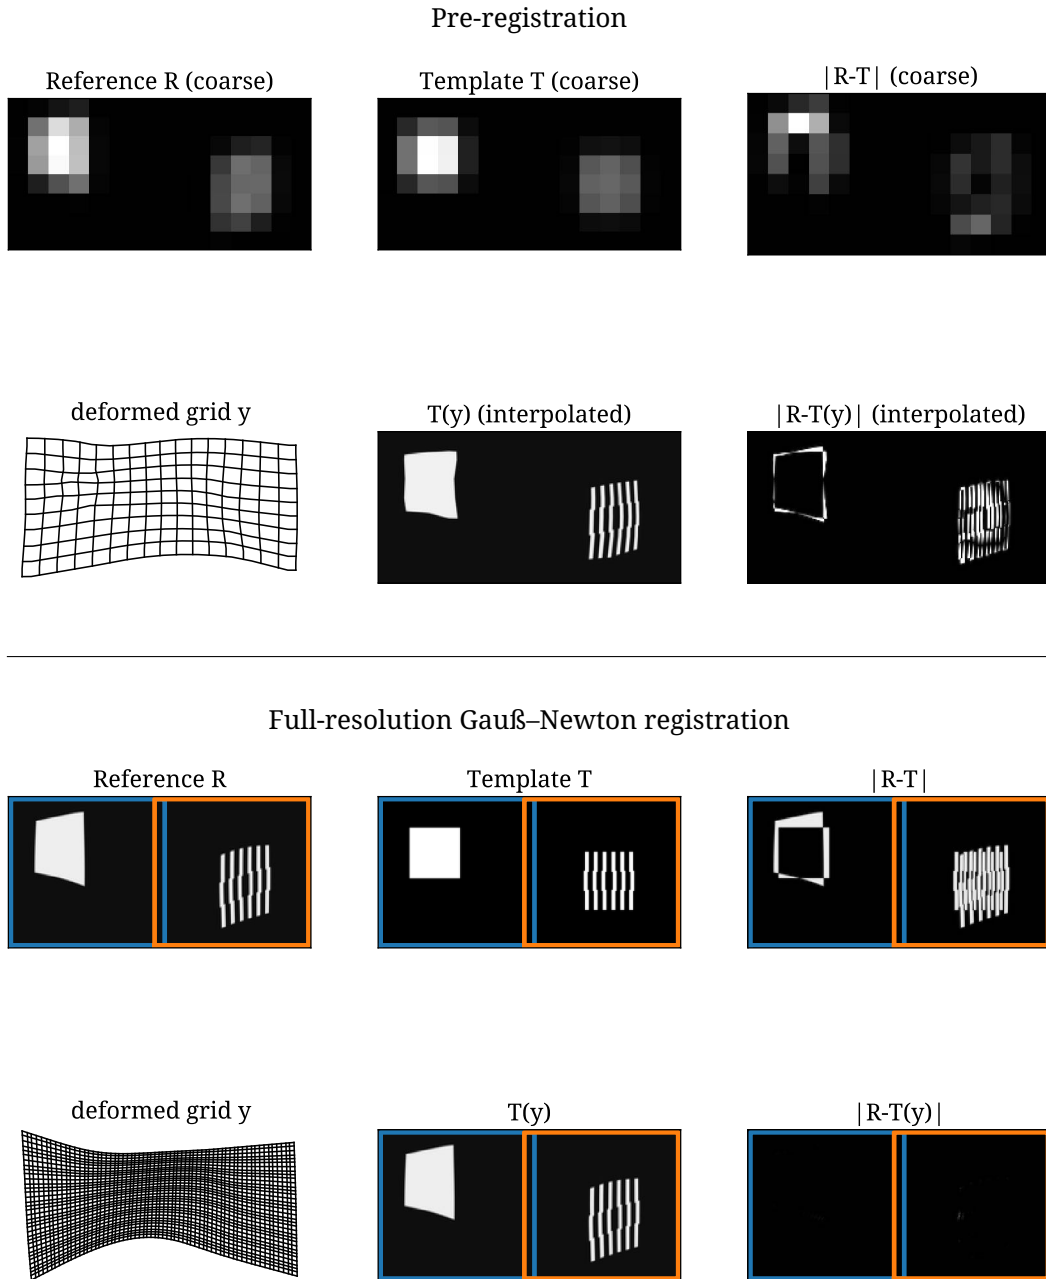 Pre-registration
Reference R (coarse)
Template T (coarse)
|R-T| (coarse)
deformed grid y
T(y) (interpolated)
|R-T(y)| (interpolated)
Full-resolution Gauß–Newton registration
Reference R
Template T
|R-T|
deformed grid y
T(y)
|R-T(y)|